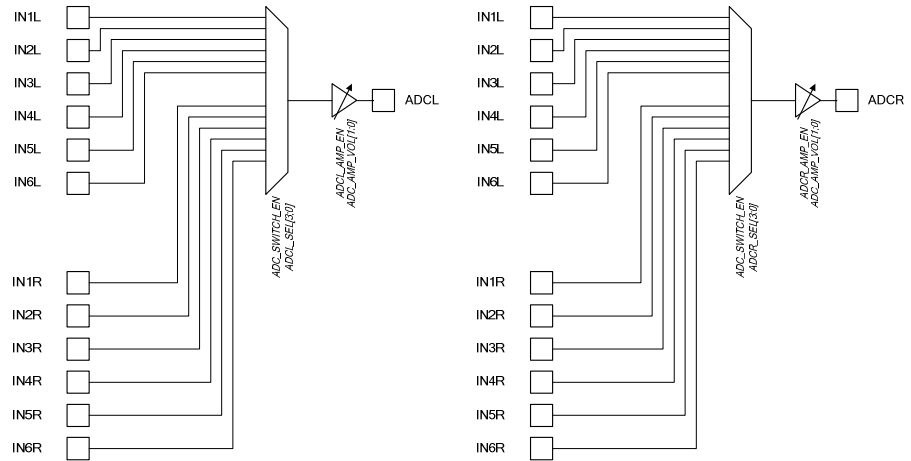 IN1L
IN2L
IN3L
IN4L
IN5L
IN6L
IN1R
IN2R
IN3R
IN4R
IN5R
IN6R
ADC_SWITCH_EN
ADCL_SEL[3:0]
ADCL_AMP_EN
ADC_AMP_VOL[1:0]
ADCL
IN1L
IN2L
IN3L
IN4L
IN5L
IN6L
IN1R
IN2R
IN3R
IN4R
IN5R
IN6R
ADC_SWITCH_EN
ADCR_SEL[3:0]
ADCR_AMP_EN
ADC_AMP_VOL[1:0]
ADCR